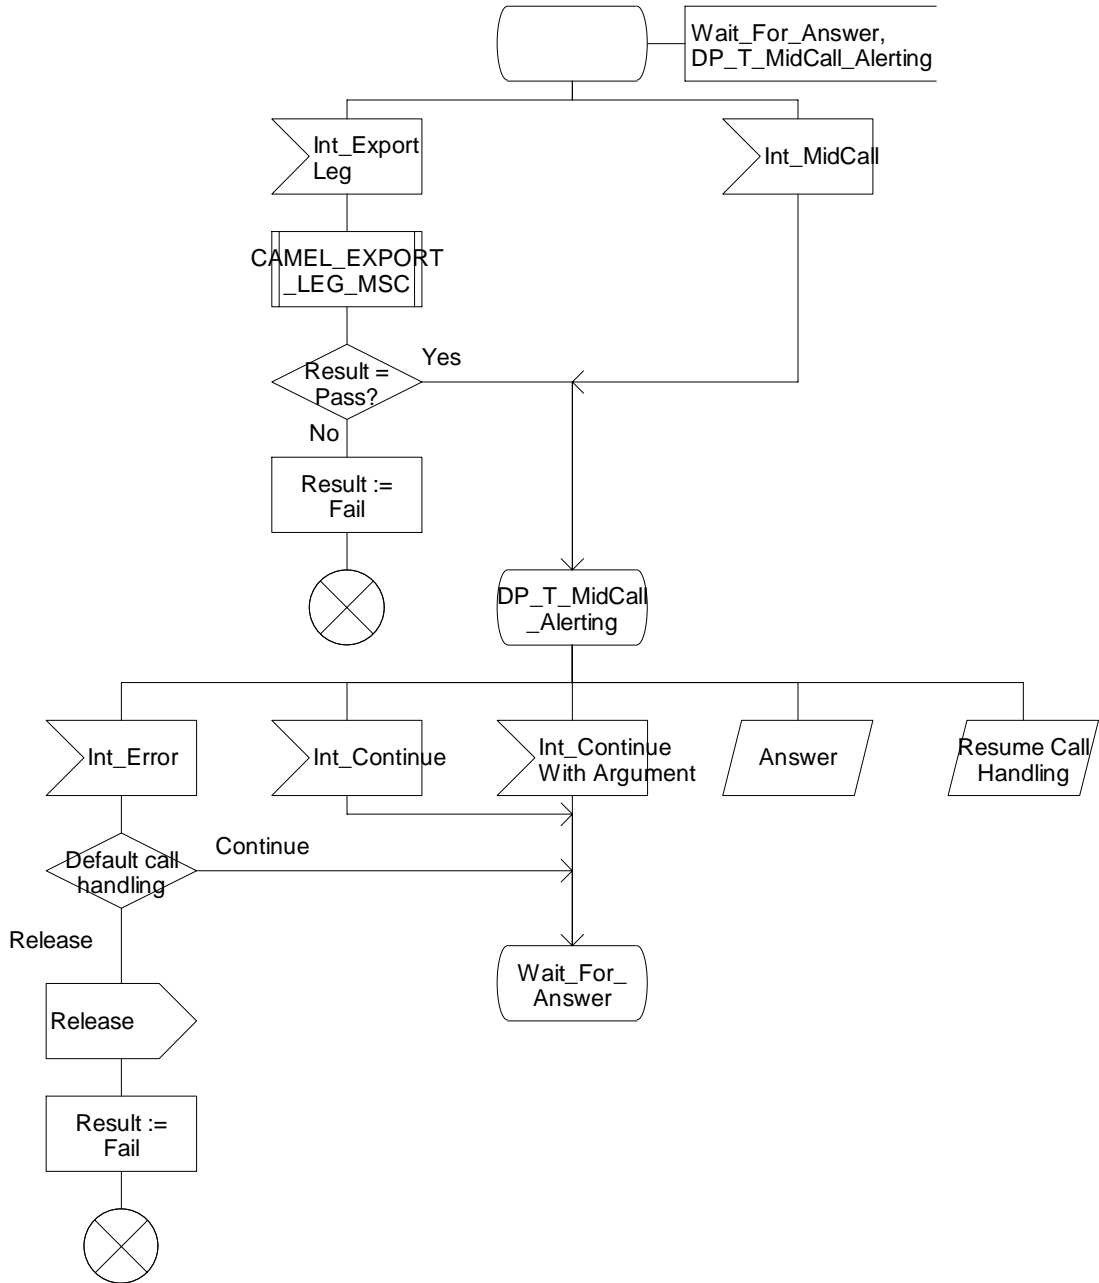 Wait_For_Answer,
DP_T_MidCall_Alerting
Int_Export
Leg
Int_MidCall
CAMEL_EXPORT
_LEG_MSC
Yes
Result =
Pass?
No
Result :=
Fail
DP_T_MidCall
_Alerting
Int_Error
Int_Continue
Int_Continue
With Argument
Answer
Resume Call
Handling
Default call
handling
Continue
Release
Wait_For_
Answer
Release
Result :=
Fail